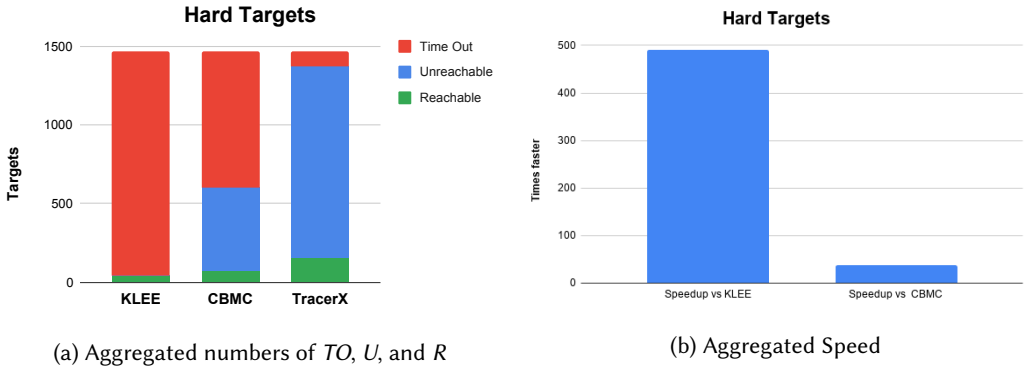 Hard Targets
1500
1000
500
0
Targets
KLEE
CBMC
TracerX
Time Out
Unreachable
Reachable
(a) Aggregated numbers of TO, U, and R
Hard Targets
500
400
300
200
100
0
Times faster
Speedup vs KLEE
Speedup vs CBMC
(b) Aggregated Speed